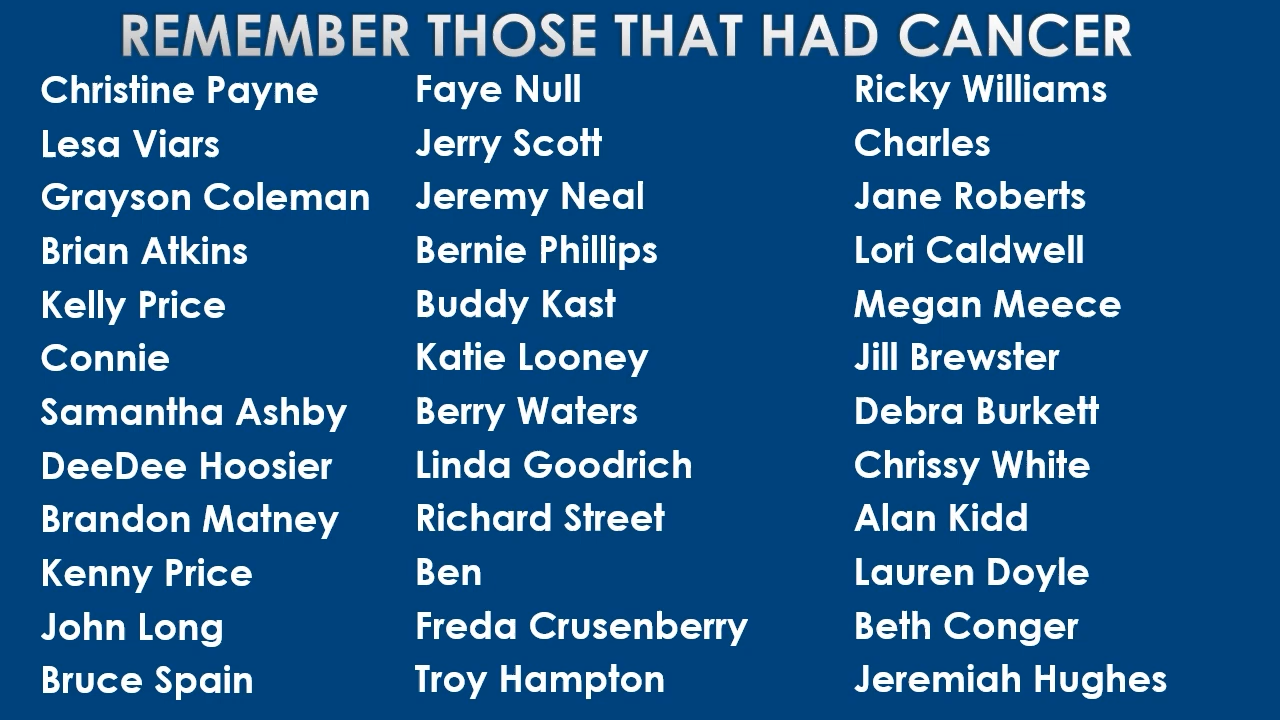 REMEMBER THOSE THAT HAD CANCER
Christine Payne
Lesa Viars
Grayson Coleman
Brian Atkins
Kelly Price
Connie
Samantha Ashby
DeeDee Hoosier
Brandon Matney
Kenny Price
John Long
Bruce Spain
Faye Null
Jerry Scott
Jeremy Neal
Bernie Phillips
Buddy Kast
Katie Looney
Berry Waters
Linda Goodrich
Richard Street
Ben
Freda Crusenberry
Troy Hampton
Ricky Williams
Charles
Jane Roberts
Lori Caldwell
Megan Meece
Jill Brewster
Debra Burkett
Chrissy White
Alan Kidd
Lauren Doyle
Beth Conger
Jeremiah Hughes